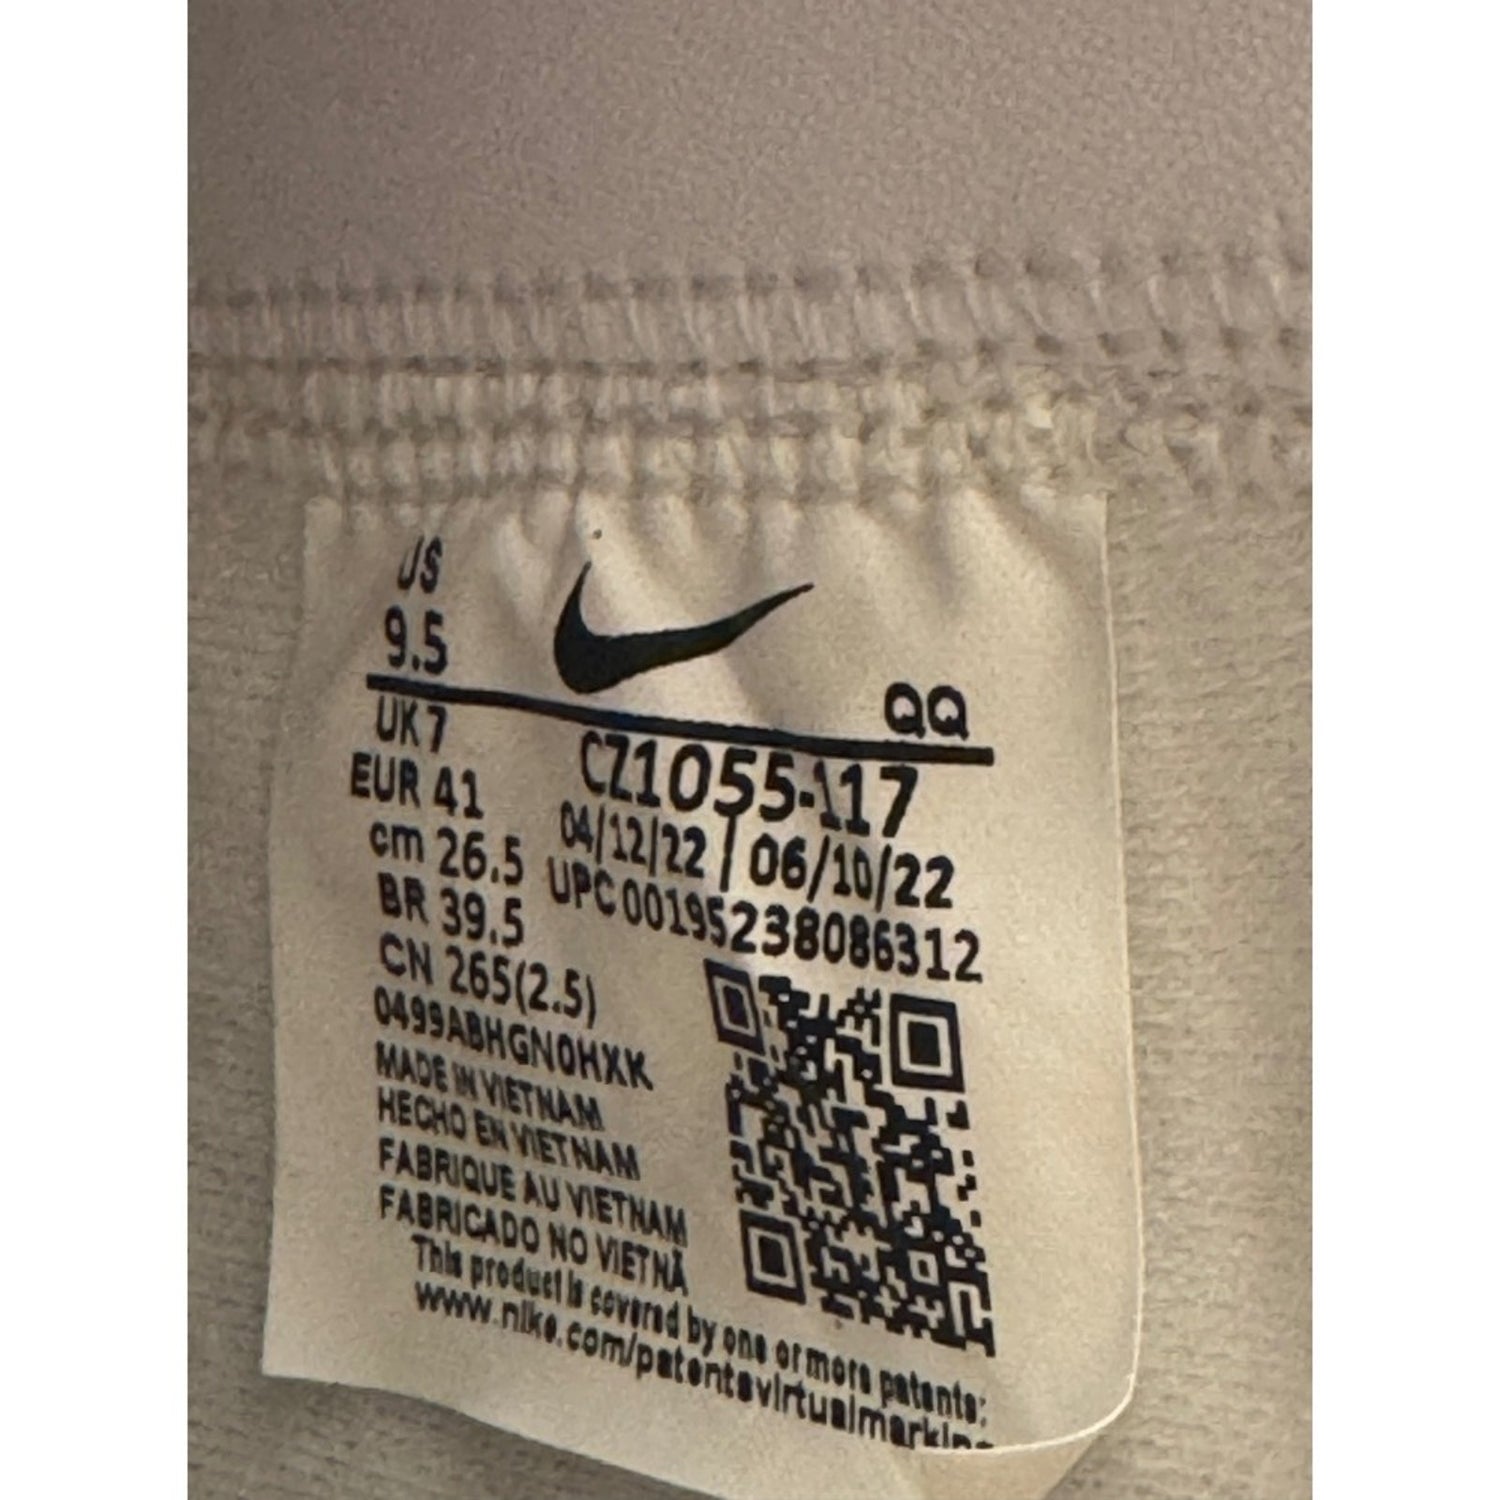 US
9.5
QQ
UK 7
EUR 41
cm 26.5
BR 39.5
CN 265(2.5)
CZ1055-117
04/12/22 | 06/10/22
UPC 00195238086312
0499ABHGN0HXK
MADE IN VIETNAM
HECHO EN VIETNAM
FABRIQUE AU VIETNAM
FABRICADO NO VIETNÃ
This product is covered by one or more patents:
www.nike.com/patentsvirtualmarking